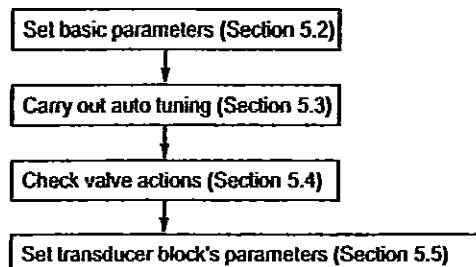 Set basic parameters (Section 5.2)
Carry out auto tuning (Section 5.3)
Check valve actions (Section 5.4)
Set transducer block's parameters (Section 5.5)